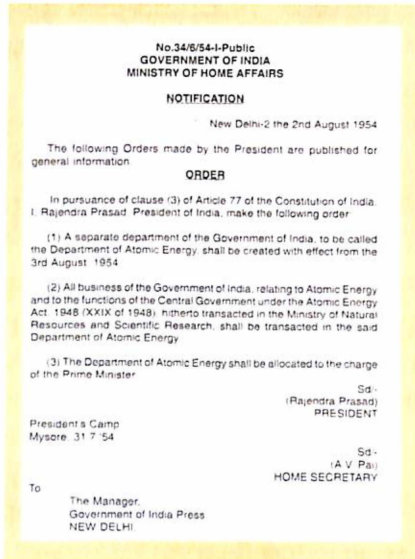 No.34/6/54-I-Public
GOVERNMENT OF INDIA
MINISTRY OF HOME AFFAIRS
NOTIFICATION
New Delhi-2 the 2nd August 1954
The following Orders made by the President are published for
general information
ORDER
In pursuance of clause (3) of Article 77 of the Constitution of India,
I, Rajendra Prasad, President of India, make the following order
(1) A separate department of the Government of India, to be called
the Department of Atomic Energy, shall be created with effect from the
3rd August 1954
(2) All business of the Government of India, relating to Atomic Energy
and to the functions of the Central Government under the Atomic Energy
Act, 1948 (XXIX of 1948), hitherto transacted in the Ministry of Natural
Resources and Scientific Research, shall be transacted in the said
Department of Atomic Energy
(3) The Department of Atomic Energy shall be allocated to the charge
of the Prime Minister
Sd/-
(Rajendra Prasad)
PRESIDENT
President's Camp
Mysore, 31 7 '54
Sd/-
(A V Pai)
HOME SECRETARY
To
The Manager,
Government of India Press
NEW DELHI